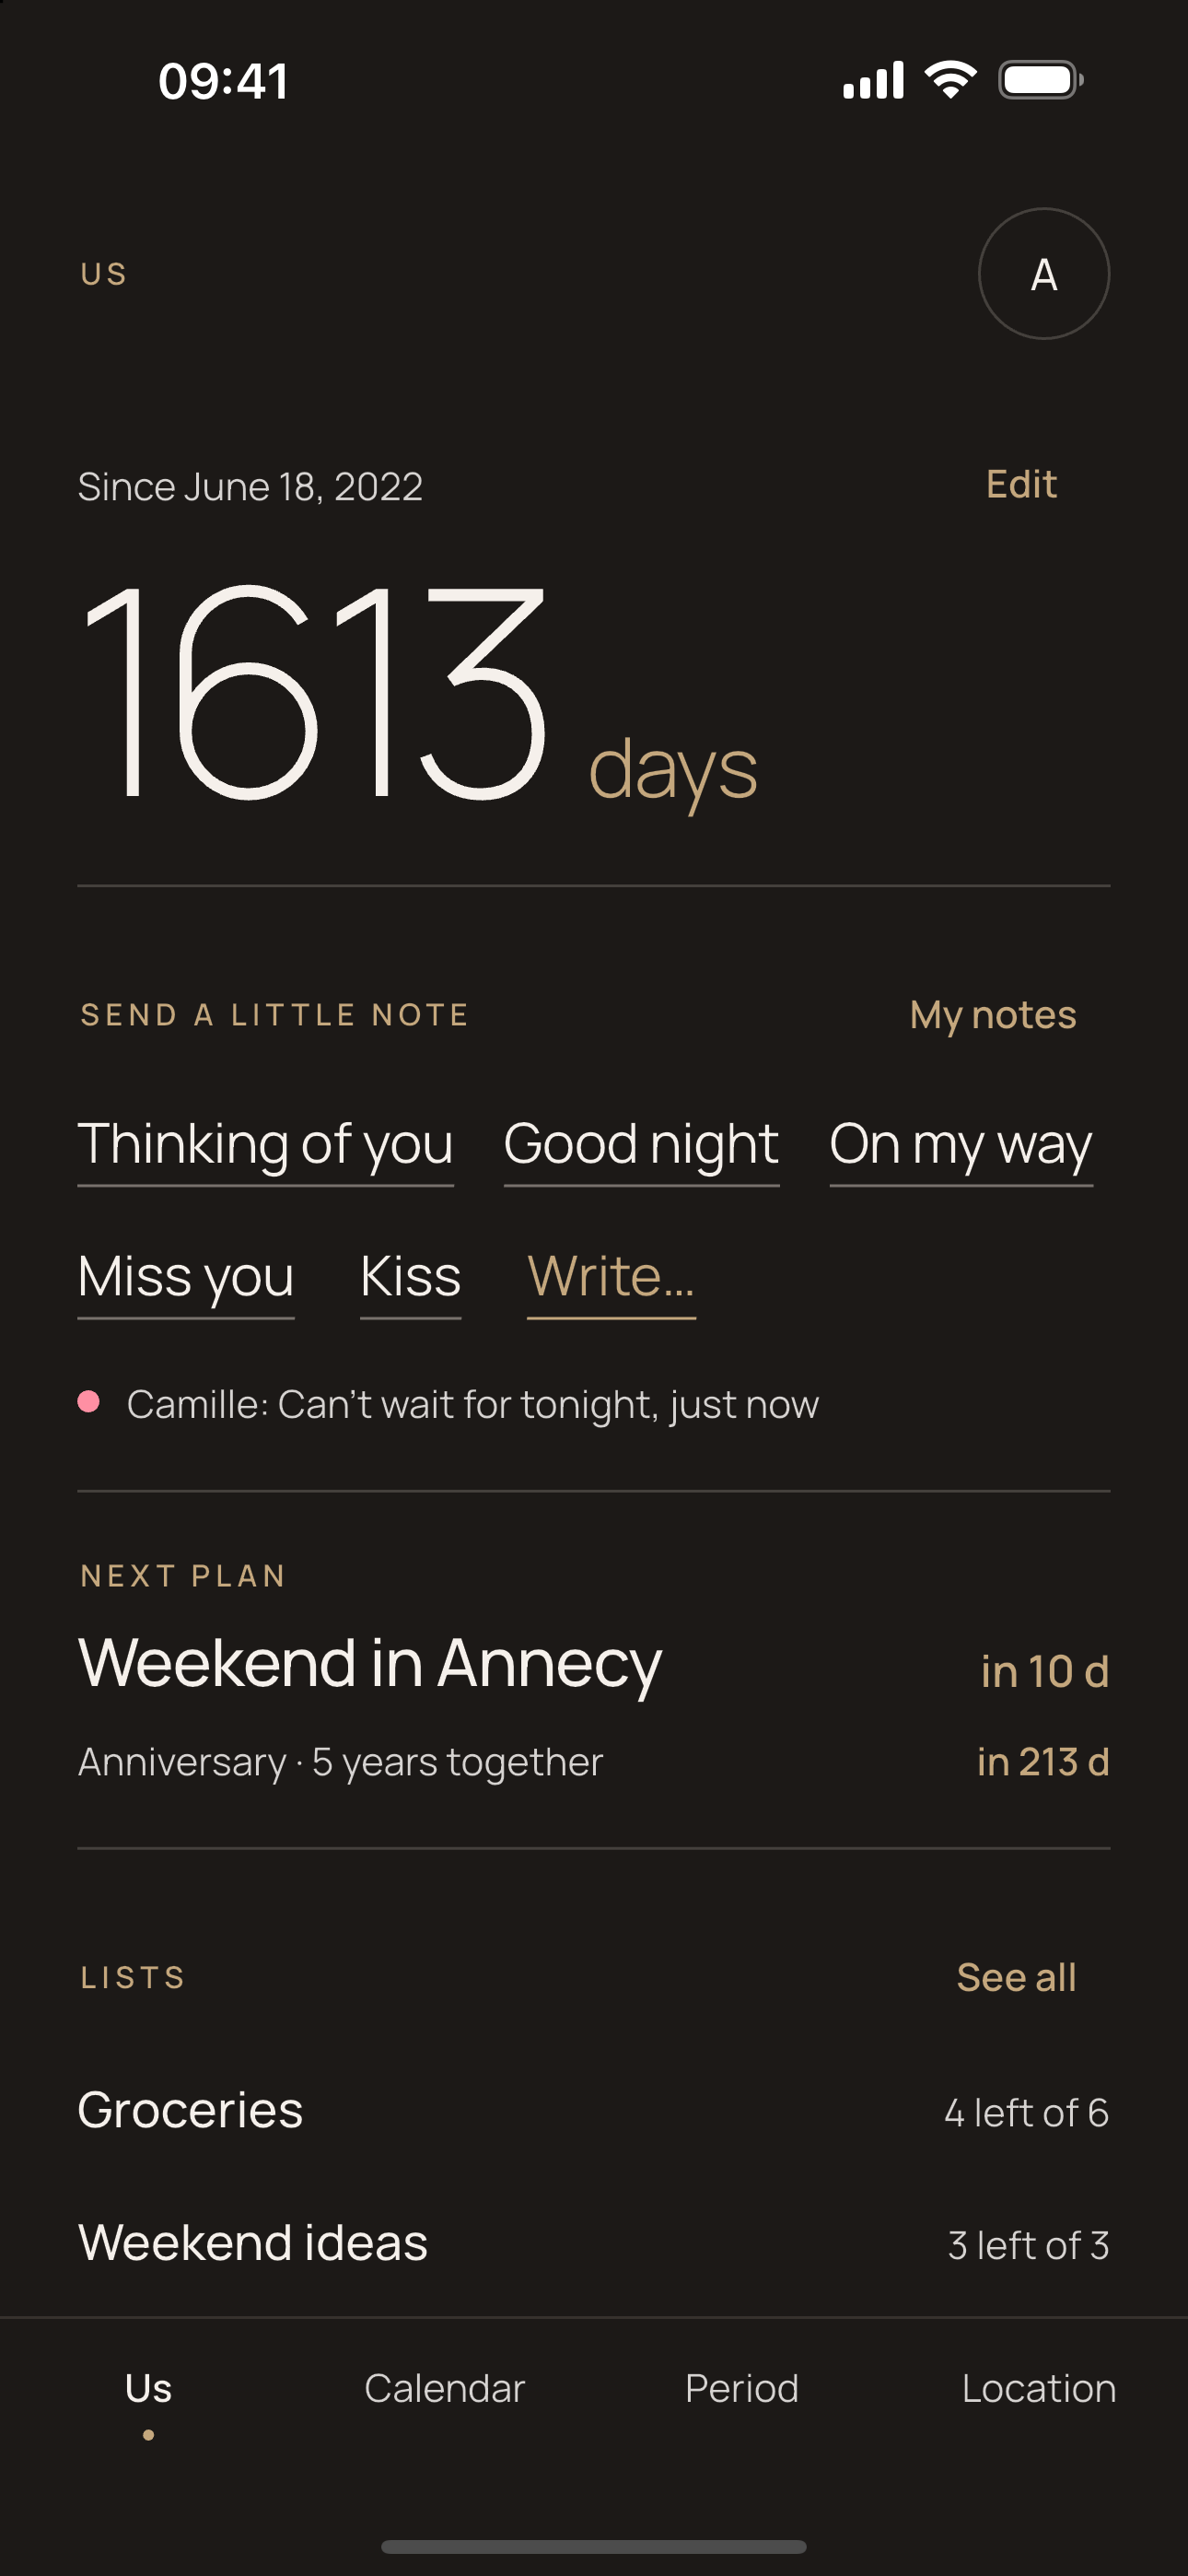 09:41
US
A
Since June 18, 2022
Edit
1613 days
SEND A LITTLE NOTE
My notes
Thinking of you Good night On my way
Miss you Kiss Write...
Camille: Can't wait for tonight, just now
NEXT PLAN
Weekend in Annecy
in 10 d
Anniversary · 5 years together
in 213 d
LISTS
See all
Groceries
4 left of 6
Weekend ideas
3 left of 3
Us Calendar Period Location